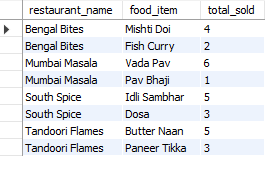 restaurant_name food_item total_sold
Bengal Bites Mishti Doi 4
Bengal Bites Fish Curry 2
Mumbai Masala Vada Pav 6
Mumbai Masala Pav Bhaji 1
South Spice Idli Sambhar 5
South Spice Dosa 3
Tandoori Flames Butter Naan 5
Tandoori Flames Paneer Tikka 3